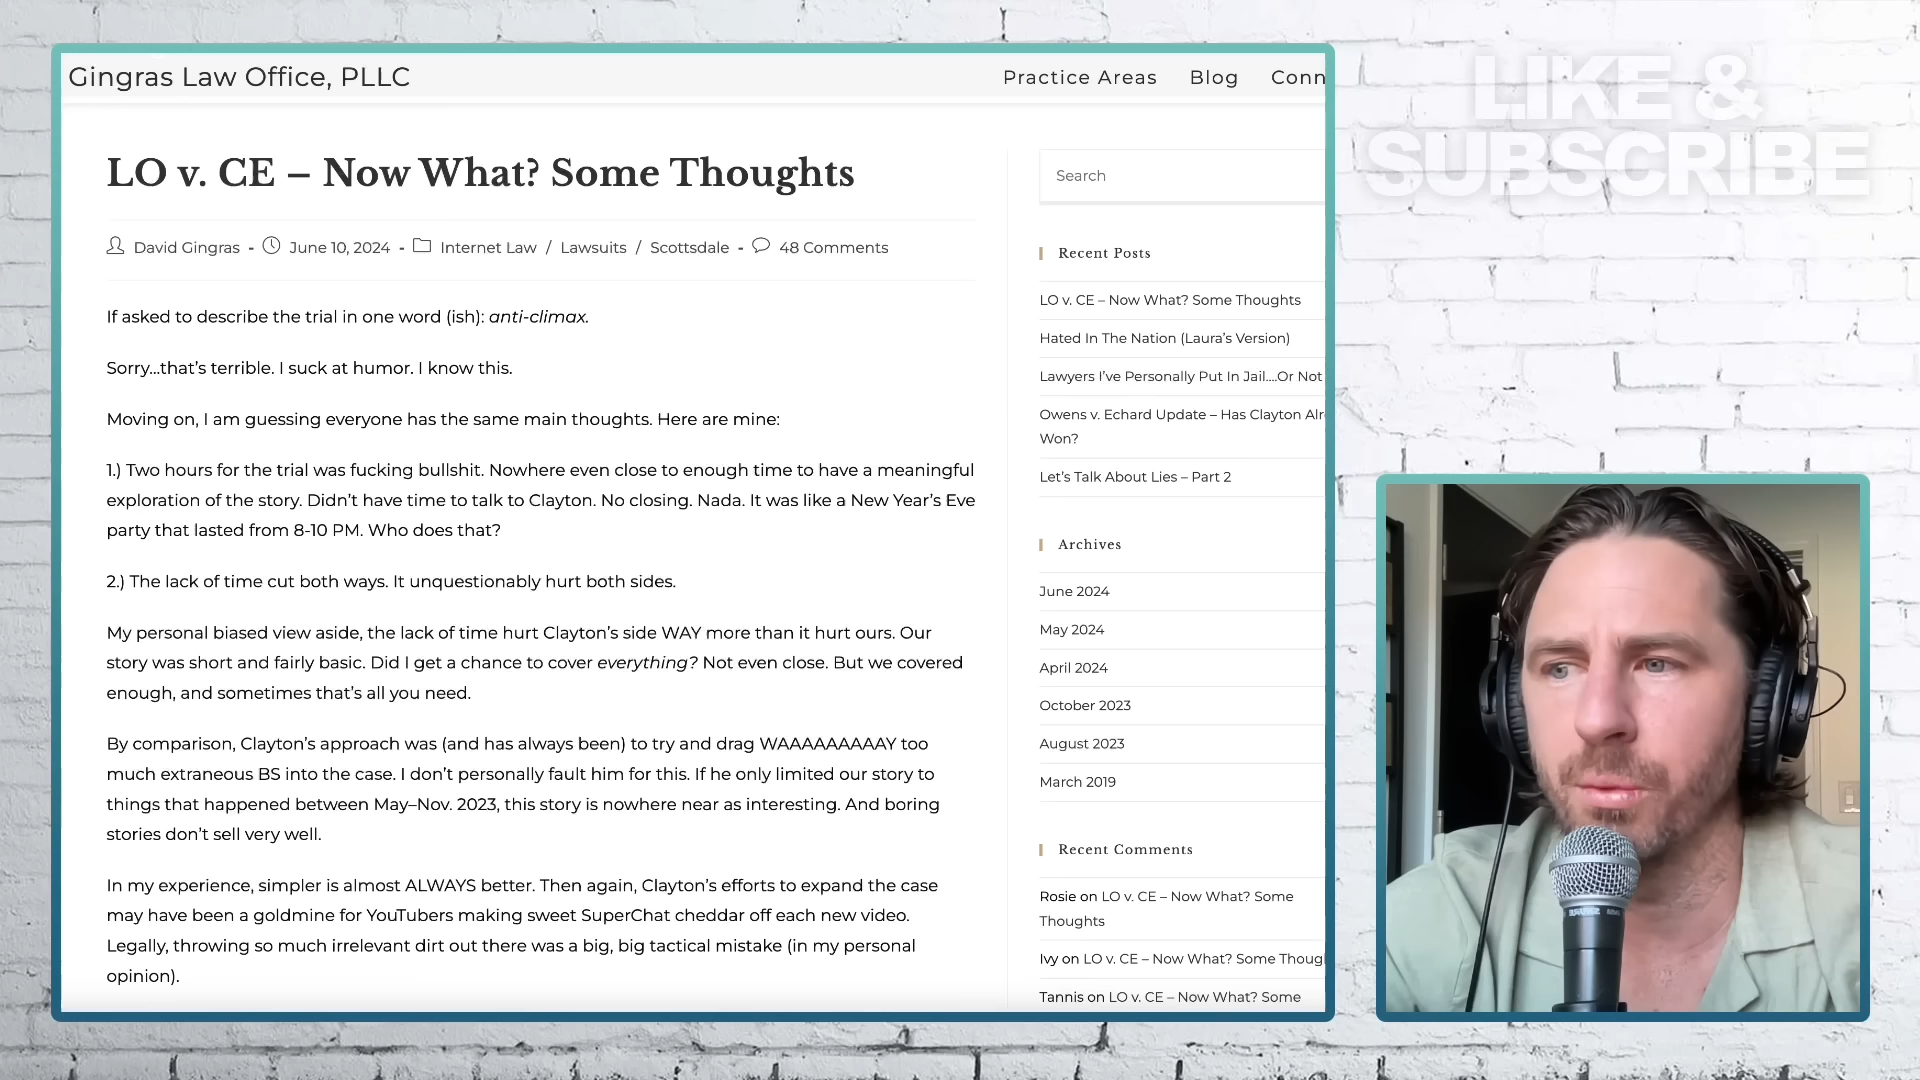 Gingras Law Office, PLLC
Practice Areas Blog Conn
LIKE &
SUBSCRIBE
LO v. CE – Now What? Some Thoughts
David Gingras - June 10, 2024 - Internet Law / Lawsuits / Scottsdale - 48 Comments
If asked to describe the trial in one word (ish): anti-climax.
Sorry…that’s terrible. I suck at humor. I know this.
Moving on, I am guessing everyone has the same main thoughts. Here are mine:
1.) Two hours for the trial was fucking bullshit. Nowhere even close to enough time to have a meaningful
exploration of the story. Didn’t have time to talk to Clayton. No closing. Nada. It was like a New Year’s Eve
party that lasted from 8-10 PM. Who does that?
2.) The lack of time cut both ways. It unquestionably hurt both sides.
My personal biased view aside, the lack of time hurt Clayton’s side WAY more than it hurt ours. Our
story was short and fairly basic. Did I get a chance to cover everything? Not even close. But we covered
enough, and sometimes that’s all you need.
By comparison, Clayton’s approach was (and has always been) to try and drag WAAAAAAAAAY too
much extraneous BS into the case. I don’t personally fault him for this. If he only limited our story to
things that happened between May–Nov. 2023, this story is nowhere near as interesting. And boring
stories don’t sell very well.
In my experience, simpler is almost ALWAYS better. Then again, Clayton’s efforts to expand the case
may have been a goldmine for YouTubers making sweet SuperChat cheddar off each new video.
Legally, throwing so much irrelevant dirt out there was a big, big tactical mistake (in my personal
opinion).
Search
Recent Posts
LO v. CE – Now What? Some Thoughts
Hated In The Nation (Laura’s Version)
Lawyers I’ve Personally Put In Jail….Or Not
Owens v. Echard Update – Has Clayton Alr
Won?
Let’s Talk About Lies – Part 2
Archives
June 2024
May 2024
April 2024
October 2023
August 2023
March 2019
Recent Comments
Rosie on LO v. CE – Now What? Some
Thoughts
Ivy on LO v. CE – Now What? Some Though
Tannis on LO v. CE – Now What? Some